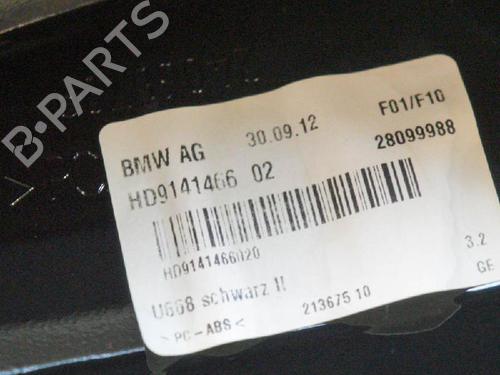 B-PARTS
BMW AG 30.09.12 F01/F10
HD9141466 02 28099988
HD9141466020
U668 schwarz II 3.2
213675 10 GE
>PC-ABS<